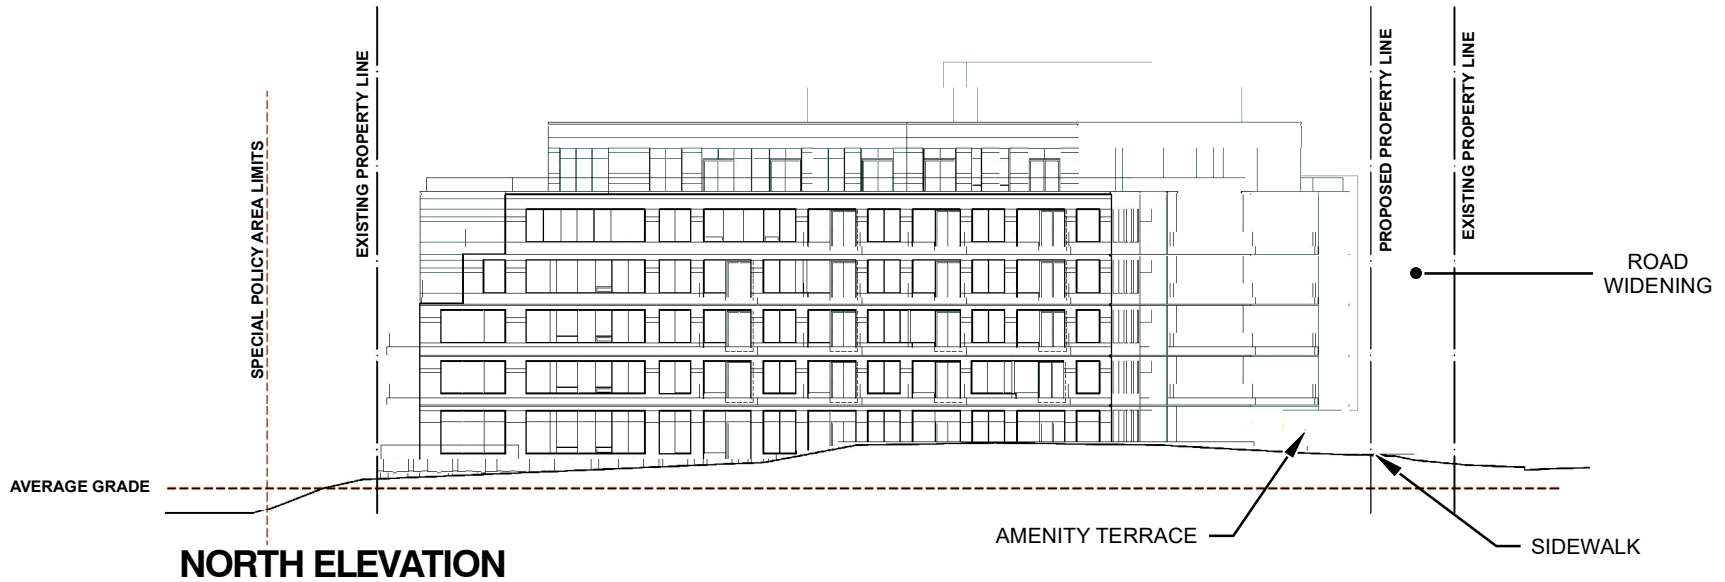 SPECIAL POLICY AREA LIMITS
EXISTING PROPERTY LINE
PROPOSED PROPERTY LINE
EXISTING PROPERTY LINE
ROAD
WIDENING
AVERAGE GRADE
AMENITY TERRACE
SIDEWALK
NORTH ELEVATION